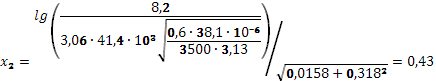 x₂ = lg(8,2 / (3,06 · 41,4 · 10³ √(0,6 · 38,1 · 10⁻⁶ / (3500 · 3,13)))) / √(0,0158 + 0,318²) = 0,43